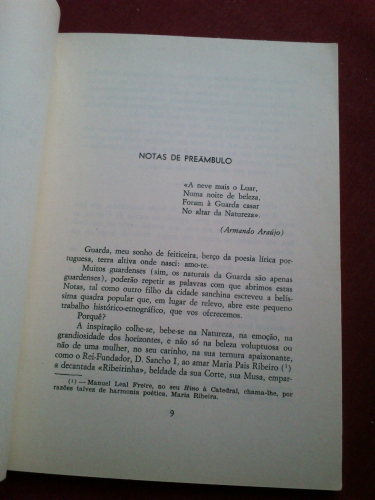 NOTAS DE PREÂMBULO
«A neve mais o Luar,
Numa noite de beleza,
Foram à Guarda casar
No altar da Natureza».
(Armando Araújo)
Guarda, meu sonho de feiticeira, berço da poesia lírica por-
tuguesa, terra altiva onde nasci: amo-te.
Muitos guardenses (sim, os naturais da Guarda são apenas
guardenses), poderão repetir as palavras com que abrimos estas
Notas, tal como outro filho da cidade sanchina escreveu a belís-
sima quadra popular que, em lugar de relevo, abre este pequeno
trabalho histórico-etnográfico, que vos oferecemos.
Porquê?
A inspiração colhe-se, bebe-se na Natureza, na emoção, na
grandiosidade dos horizontes, e não só na beleza voluptuosa ou
não de uma mulher, no seu carinho, na sua ternura apaixonante,
como o Rei-Fundador, D. Sancho I, ao amar Maria Pais Ribeiro (¹)
a decantada «Ribeirinha», beldade da sua Corte, sua Musa, empar-
(¹) — Manuel Leal Freire, no seu Hino à Catedral, chama-lhe, por
razões talvez de harmonia poética, Maria Ribeira.
9